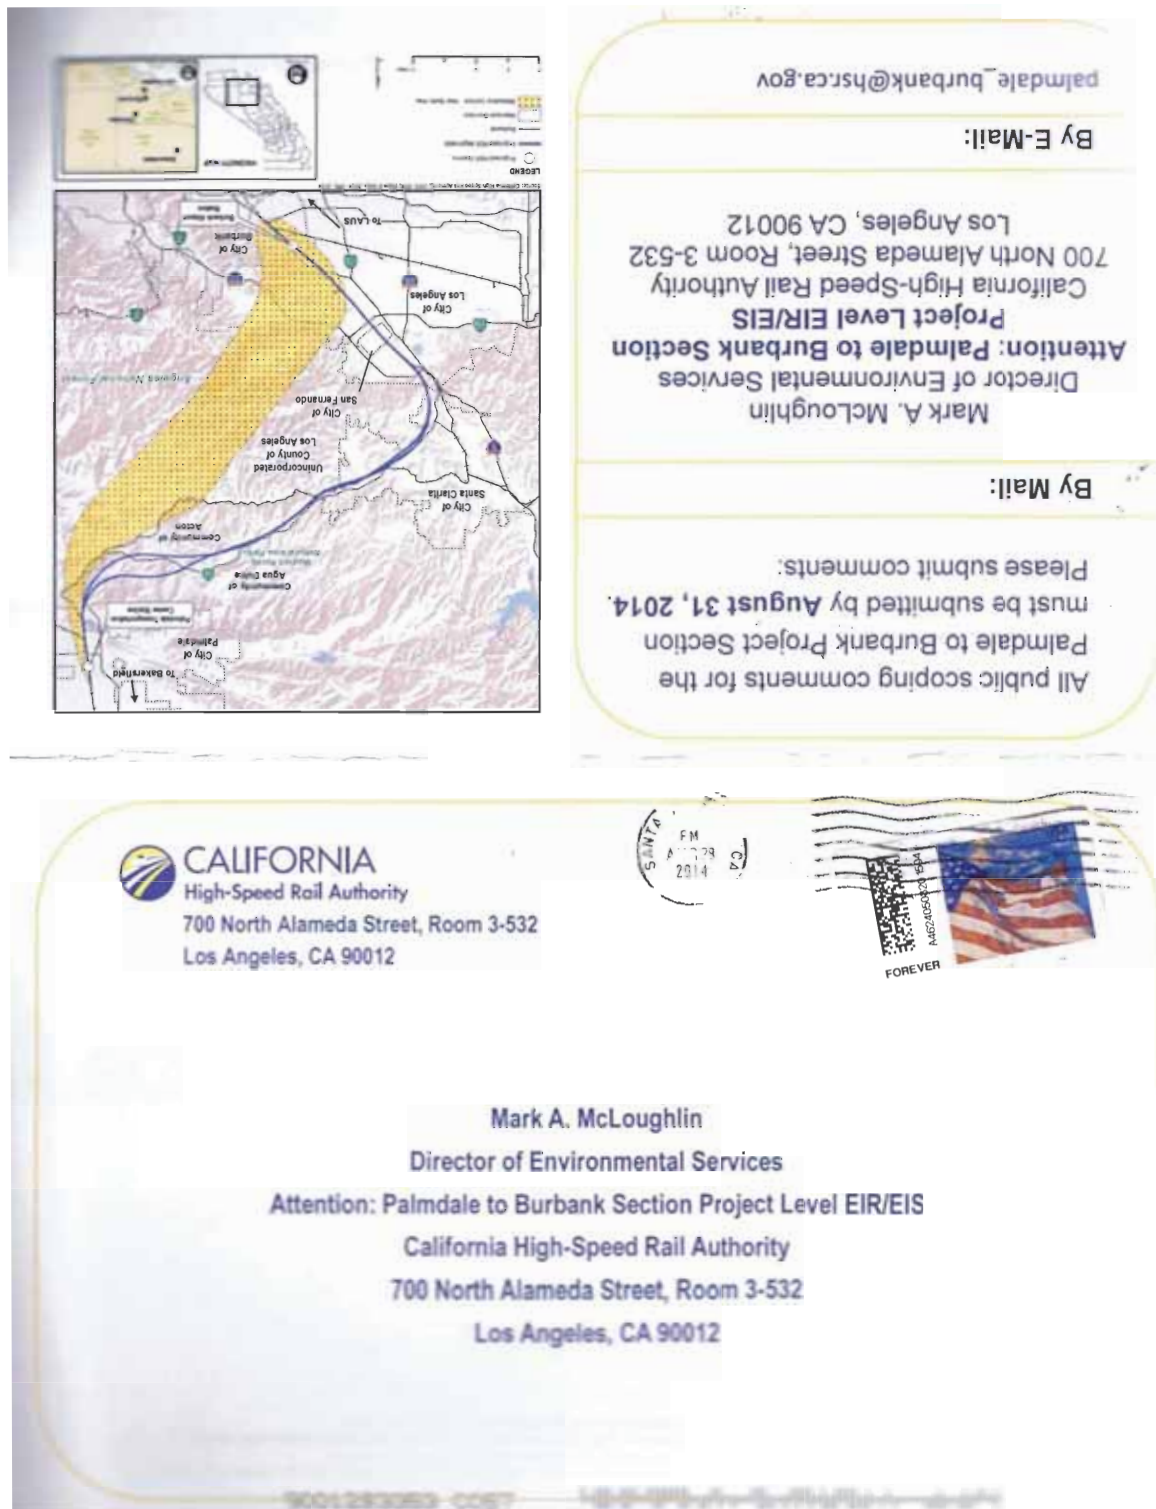 All public scoping comments for the
Palmdale to Burbank Project Section
must be submitted by August 31, 2014.
Please submit comments:
By Mail:
Mark A. McLoughlin
Director of Environmental Services
Attention: Palmdale to Burbank Section
Project Level EIR/EIS
California High-Speed Rail Authority
700 North Alameda Street, Room 3-532
Los Angeles, CA 90012
By E-Mail:
palmdale_burbank@hsr.ca.gov
To Bakersfield
City of
Palmdale
Community of
Agua Dulce
Community of
Acton
City of
Santa Clarita
Unincorporated
County of
Los Angeles
City of
San Fernando
City of
Los Angeles
City of
Burbank
To LAUS
LEGEND
CALIFORNIA
High-Speed Rail Authority
700 North Alameda Street, Room 3-532
Los Angeles, CA 90012
SANTA
CA
PM
2014
FOREVER
Mark A. McLoughlin
Director of Environmental Services
Attention: Palmdale to Burbank Section Project Level EIR/EIS
California High-Speed Rail Authority
700 North Alameda Street, Room 3-532
Los Angeles, CA 90012